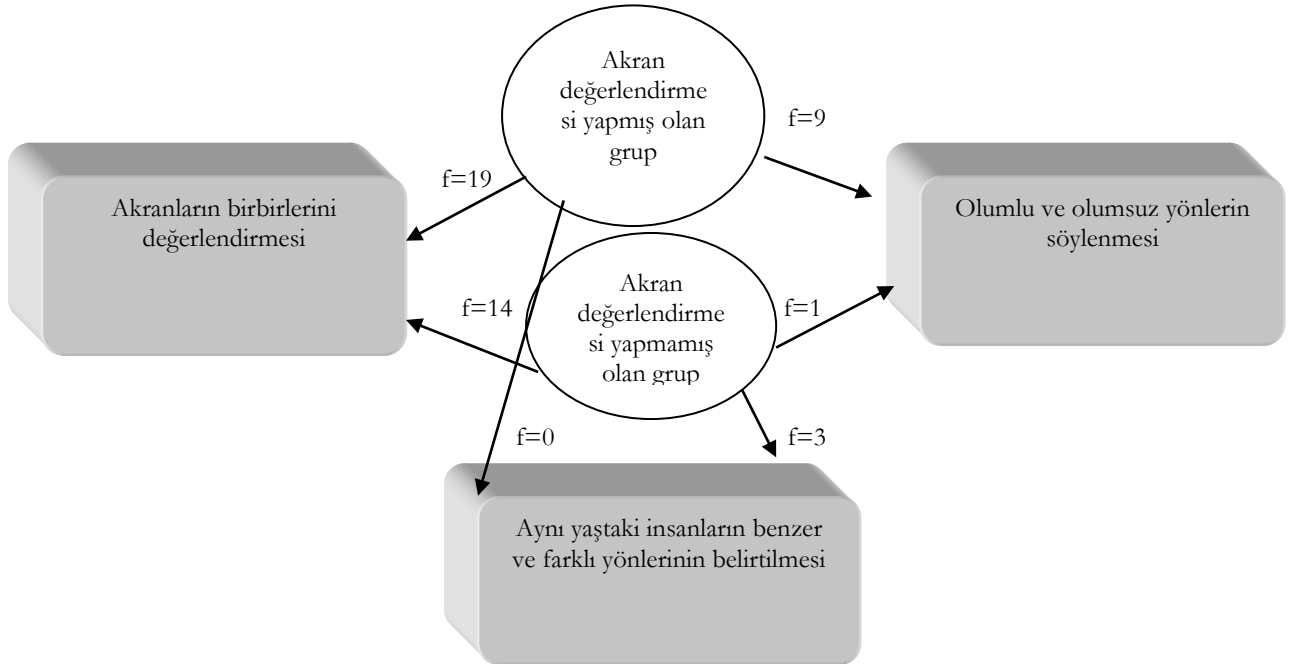 Akran
değerlendirme
si yapmış olan
grup
f=9
f=19
Akranların birbirlerini
değerlendirmesi
Olumlu ve olumsuz yönlerin
söylenmesi
Akran
değerlendirme
si yapmamış
olan grup
f=14
f=1
f=0
f=3
Aynı yaştaki insanların benzer
ve farklı yönlerinin belirtilmesi